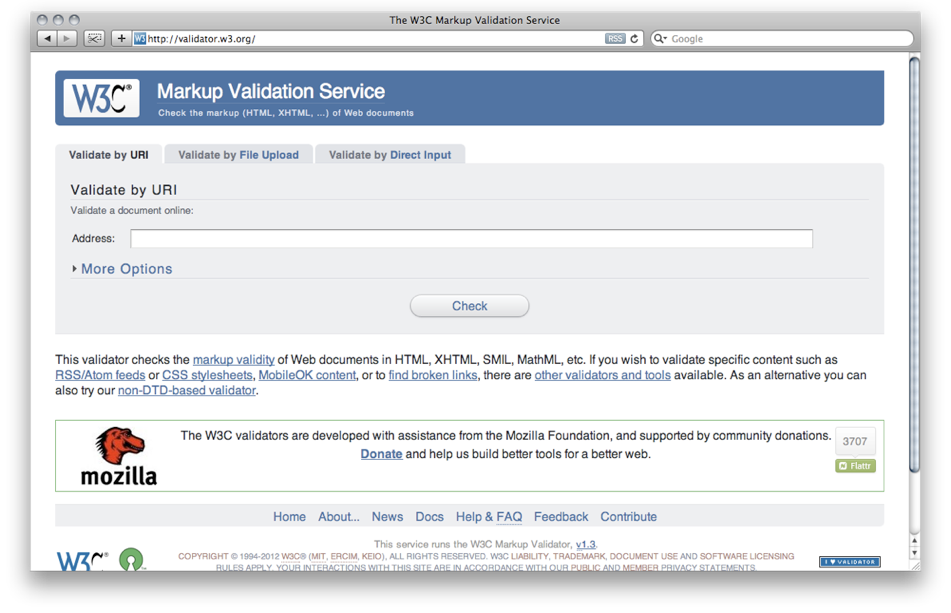 The W3C Markup Validation Service
http://validator.w3.org/
RSS
Google
W3C®
Markup Validation Service
Check the markup (HTML, XHTML, ...) of Web documents
Validate by URI
Validate by File Upload
Validate by Direct Input
Validate by URI
Validate a document online:
Address:
More Options
Check
This validator checks the markup validity of Web documents in HTML, XHTML, SMIL, MathML, etc. If you wish to validate specific content such as
RSS/Atom feeds or CSS stylesheets, MobileOK content, or to find broken links, there are other validators and tools available. As an alternative you can
also try our non-DTD-based validator.
mozilla
The W3C validators are developed with assistance from the Mozilla Foundation, and supported by community donations.
Donate and help us build better tools for a better web.
3707
Flattr
Home About... News Docs Help & FAQ Feedback Contribute
This service runs the W3C Markup Validator, v1.3.
COPYRIGHT © 1994-2012 W3C® (MIT, ERCIM, KEIO), ALL RIGHTS RESERVED. W3C LIABILITY, TRADEMARK, DOCUMENT USE AND SOFTWARE LICENSING
RULES APPLY. YOUR INTERACTIONS WITH THIS SITE ARE IN ACCORDANCE WITH OUR PUBLIC AND MEMBER PRIVACY STATEMENTS.
W3C®
I ♥ VALIDATOR